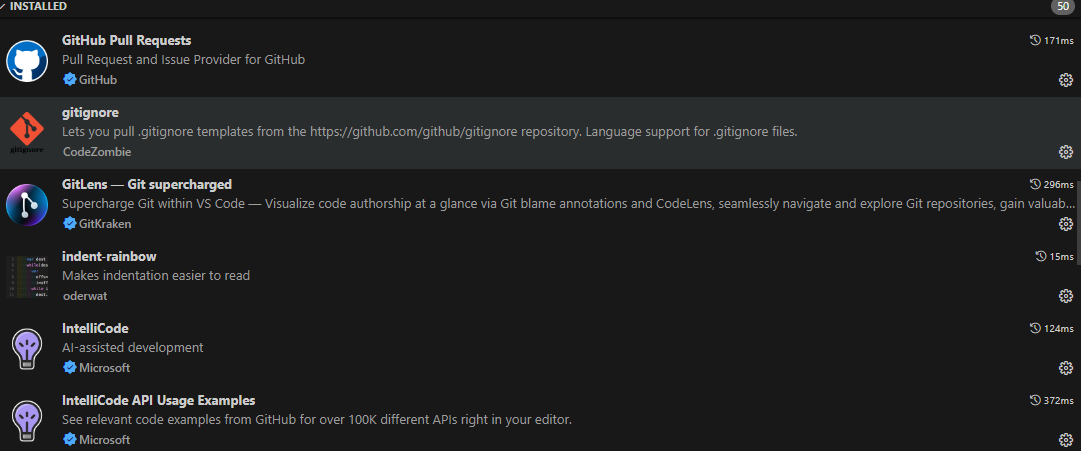 INSTALLED 50
GitHub Pull Requests 171ms
Pull Request and Issue Provider for GitHub
GitHub
gitignore
Lets you pull .gitignore templates from the https://github.com/github/gitignore repository. Language support for .gitignore files.
CodeZombie
gitignore
GitLens — Git supercharged 296ms
Supercharge Git within VS Code — Visualize code authorship at a glance via Git blame annotations and CodeLens, seamlessly navigate and explore Git repositories, gain valuab...
GitKraken
indent-rainbow 15ms
Makes indentation easier to read
oderwat
IntelliCode 124ms
AI-assisted development
Microsoft
IntelliCode API Usage Examples 372ms
See relevant code examples from GitHub for over 100K different APIs right in your editor.
Microsoft